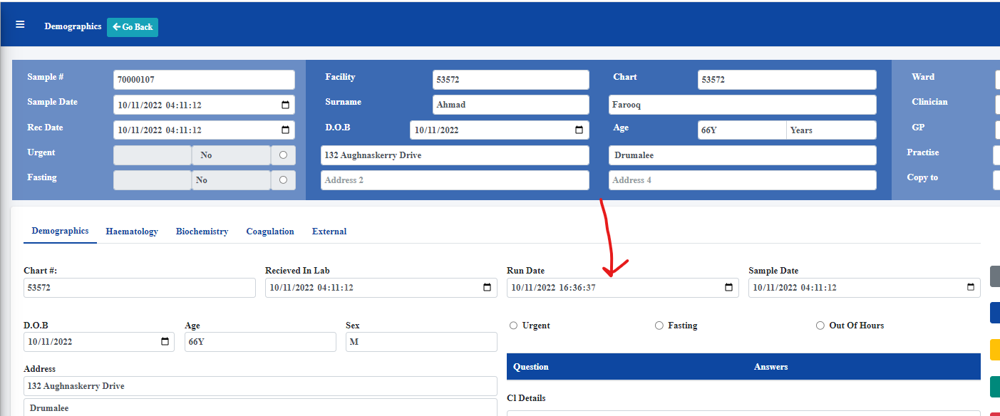 Demographics Go Back
Sample # 70000107 Facility 53572 Chart 53572 Ward
Sample Date 10/11/2022 04:11:12 Surname Ahmad Farooq Clinician
Rec Date 10/11/2022 04:11:12 D.O.B 10/11/2022 Age 66Y Years GP
Urgent No 132 Aughnaskerry Drive Drumalee Practise
Fasting No Address 2 Address 4 Copy to
Demographics Haematology Biochemistry Coagulation External
Chart #: Recieved In Lab Run Date Sample Date
53572 10/11/2022 04:11:12 10/11/2022 16:36:37 10/11/2022 04:11:12
D.O.B Age Sex Urgent Fasting Out Of Hours
10/11/2022 66Y M
Question Answers
Address
132 Aughnaskerry Drive
Cl Details
Drumalee